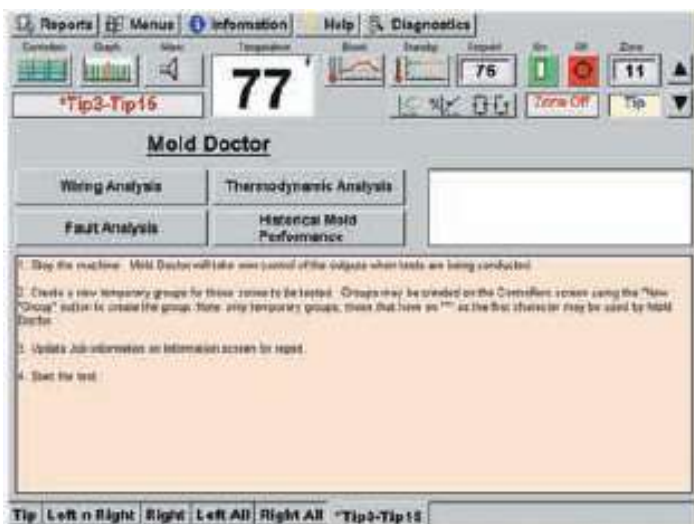 Reports Menus Information Help Diagnostics
Controllers Graph Alarm Temperature Boost Standby Setpoint On Off Zone
77 76 11
*Tip3-Tip15 Zone Off Tip
Mold Doctor
Wiring Analysis Thermodynamic Analysis
Fault Analysis Historical Mold Performance
1. Stop the machine. Mold Doctor will take over control of the outputs when tests are being conducted.
2. Create a new temporary groups for those zones to be tested. Groups may be created on the Controllers screen using the "New
Group" button to create the group. Note: only temporary groups, those that have an "*" as the first character may be used by Mold
Doctor.
3. Update Job information on Information screen for report.
4. Start the test.
Tip Left n Right Right Left All Right All *Tip3-Tip15